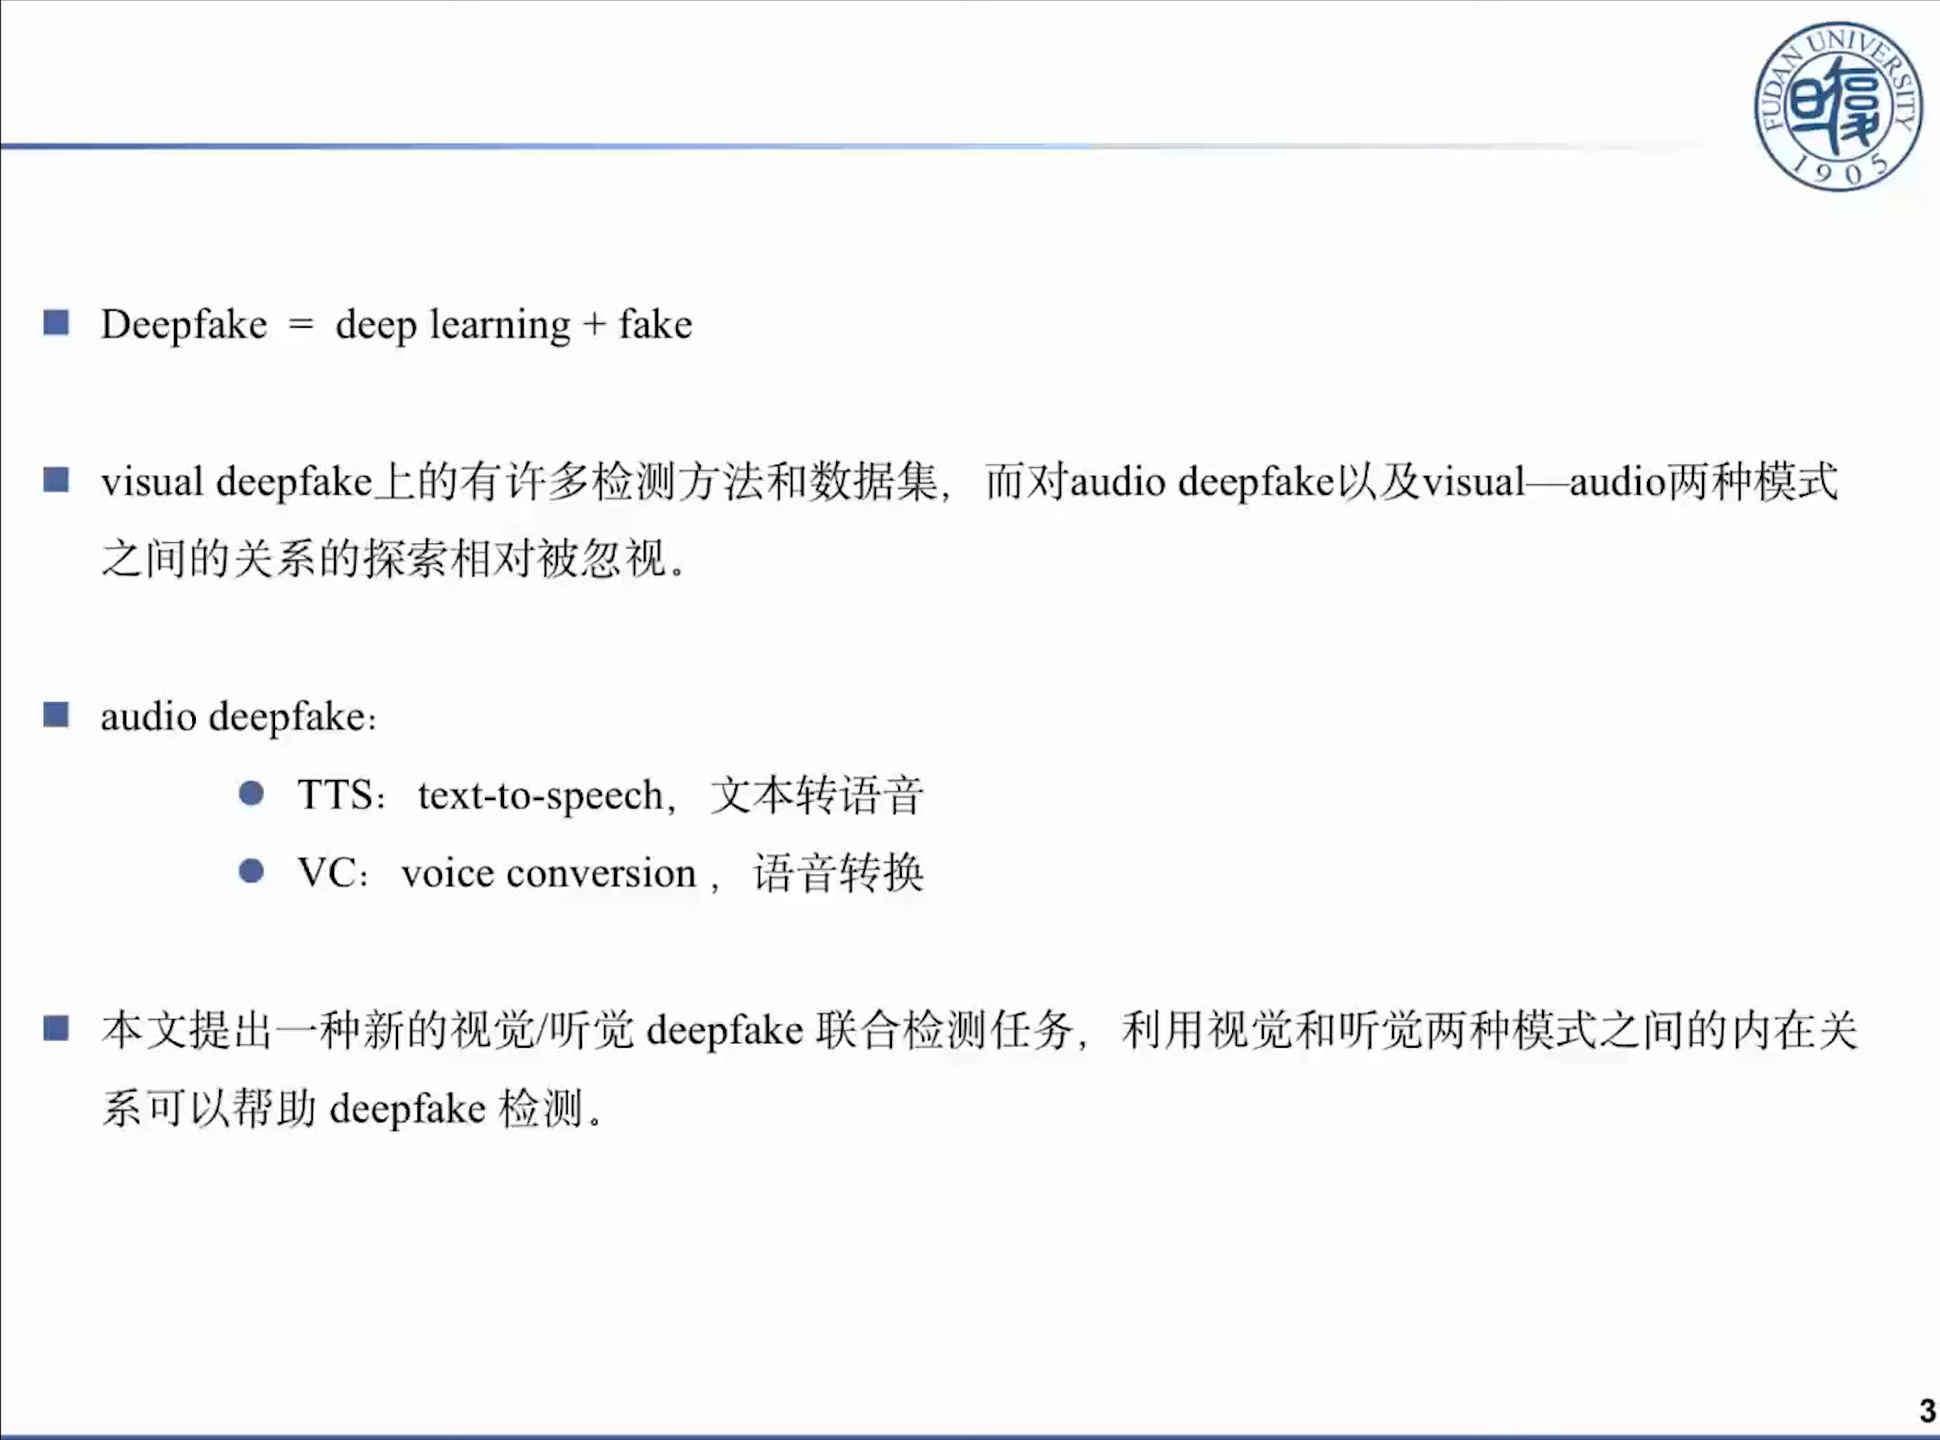 FUDAN UNIVERSITY
1905
Deepfake = deep learning + fake
visual deepfake上的有许多检测方法和数据集，而对audio deepfake以及visual—audio两种模式
之间的关系的探索相对被忽视。
audio deepfake：
TTS： text-to-speech， 文本转语音
VC： voice conversion ， 语音转换
本文提出一种新的视觉/听觉 deepfake 联合检测任务，利用视觉和听觉两种模式之间的内在关
系可以帮助 deepfake 检测。
3